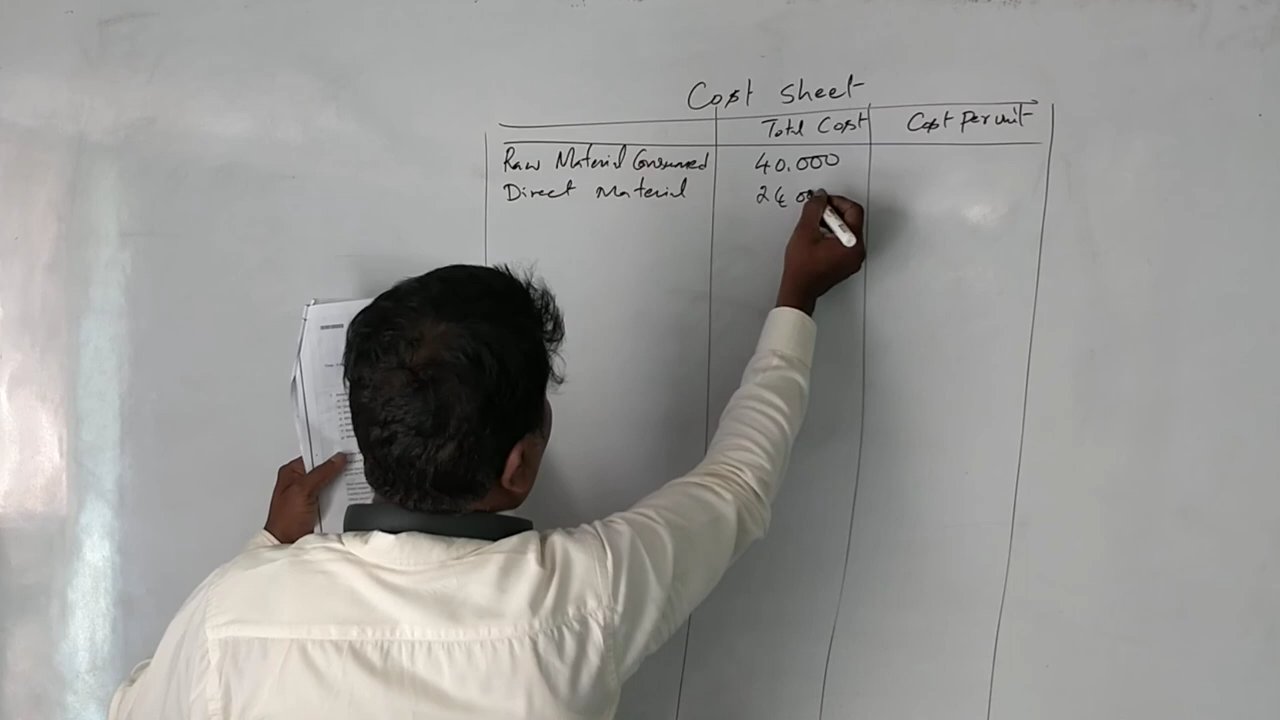 Cost Sheet
Total Cost Cost per unit
Raw Material Consumed 40.000
Direct Material